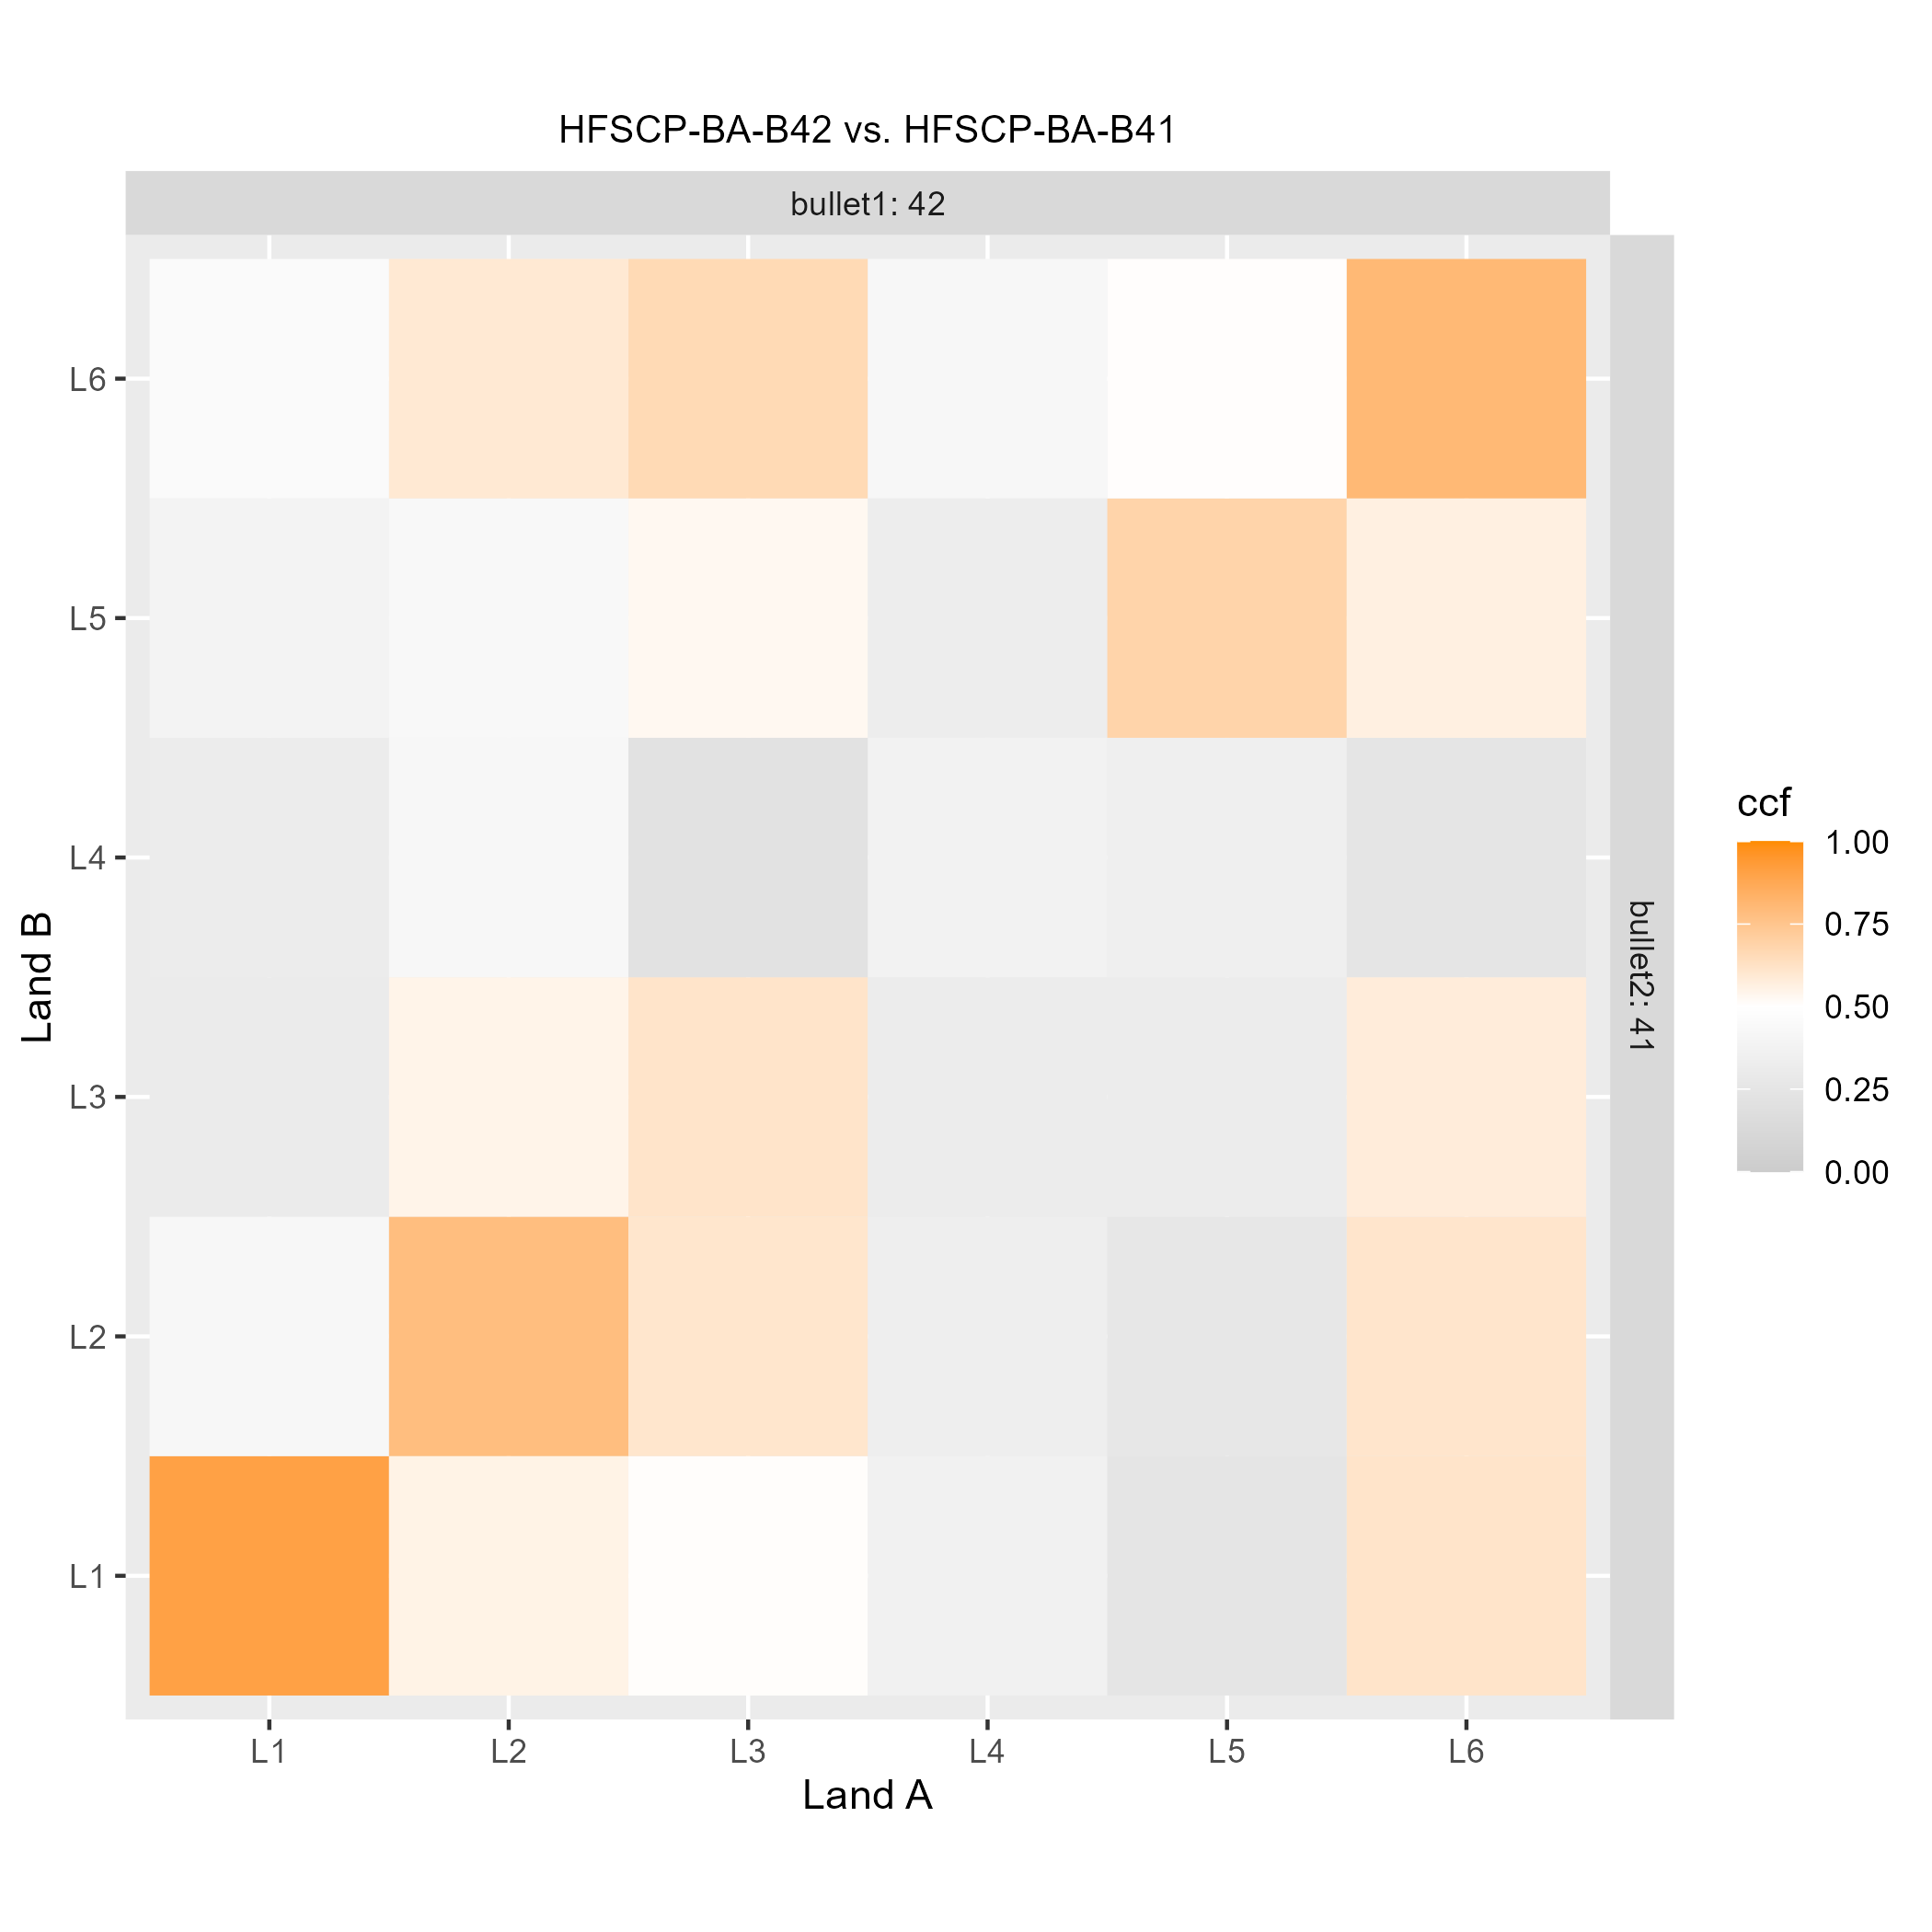 HFSCP-BA-B42 vs. HFSCP-BA-B41
bullet1: 42
L6
L5
L4
L3
L2
L1
Land B
bullet2: 41
L1 L2 L3 L4 L5 L6
Land A
ccf
1.00
0.75
0.50
0.25
0.00